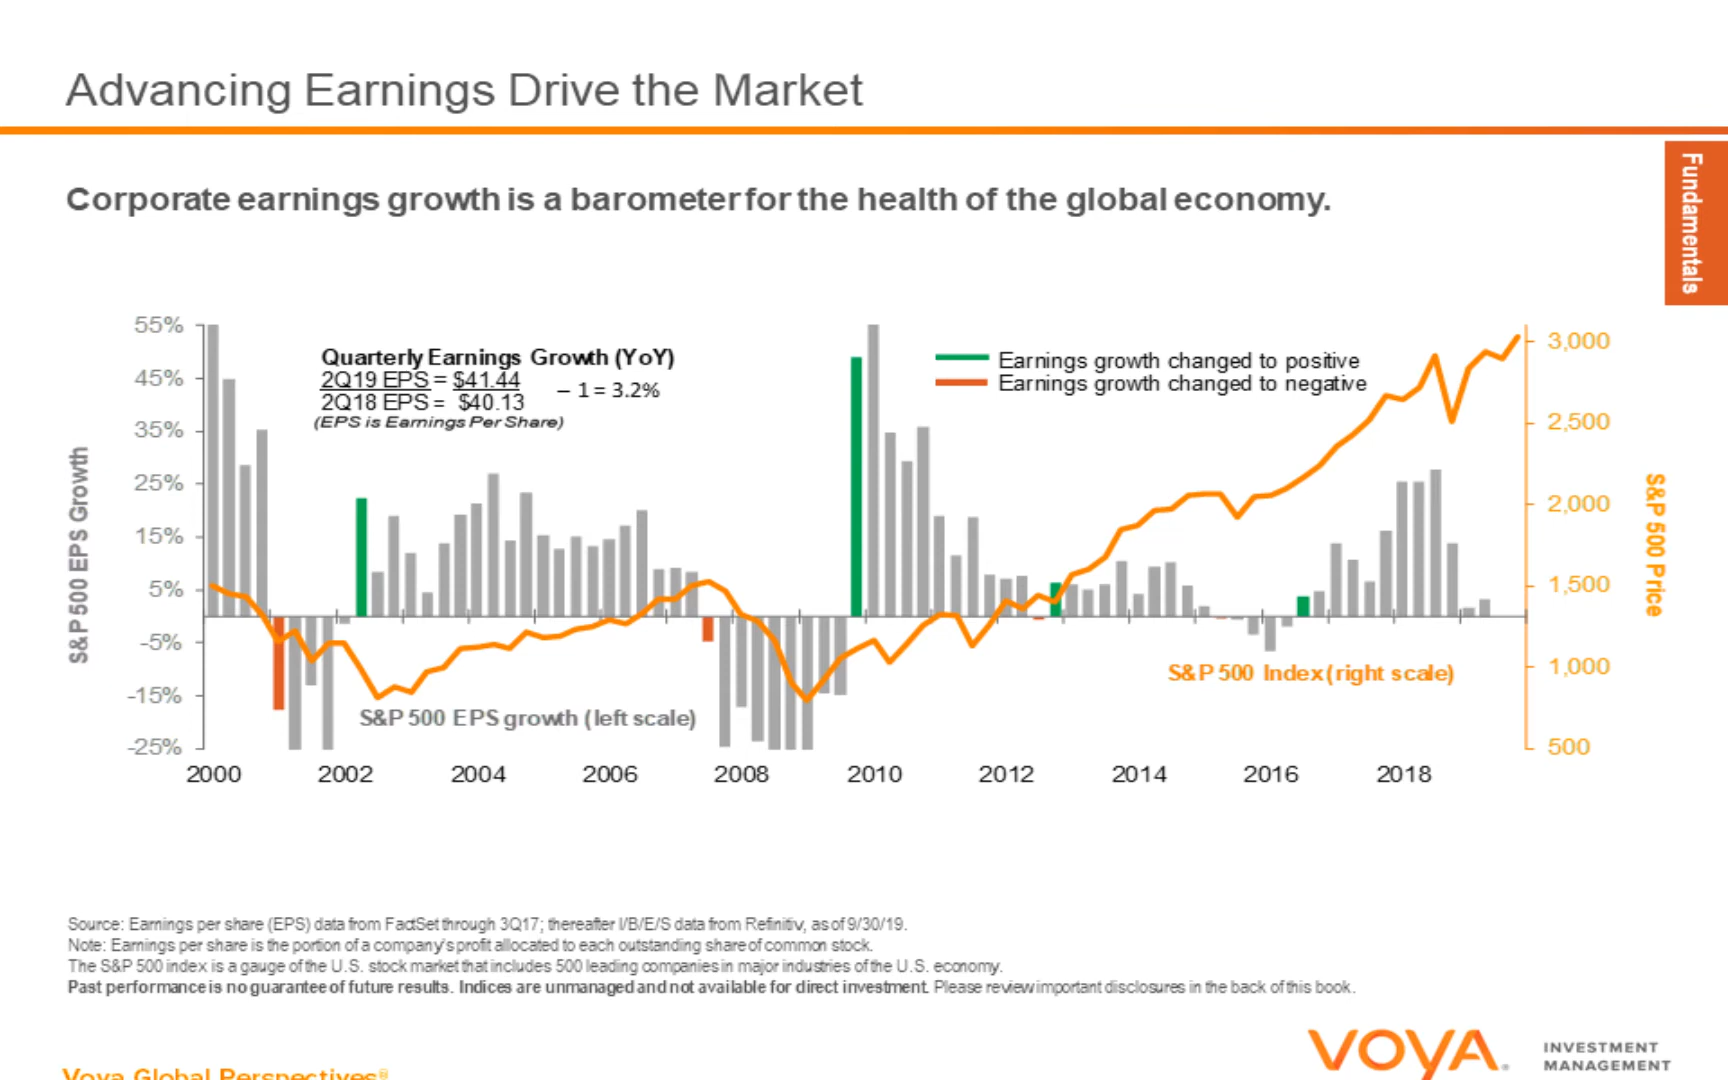 Advancing Earnings Drive the Market
Fundamentals
Corporate earnings growth is a barometer for the health of the global economy.
55%
45%
35%
25%
15%
5%
-5%
-15%
-25%
S&P 500 EPS Growth
Quarterly Earnings Growth (YoY)
2Q19 EPS = $41.44
2Q18 EPS = $40.13
– 1 = 3.2%
(EPS is Earnings Per Share)
Earnings growth changed to positive
Earnings growth changed to negative
3,000
2,500
2,000
1,500
1,000
500
S&P 500 Price
S&P 500 Index (right scale)
S&P 500 EPS growth (left scale)
2000 2002 2004 2006 2008 2010 2012 2014 2016 2018
Source: Earnings per share (EPS) data from FactSet through 3Q17; thereafter I/B/E/S data from Refinitiv, as of 9/30/19.
Note: Earnings per share is the portion of a company's profit allocated to each outstanding share of common stock.
The S&P 500 index is a gauge of the U.S. stock market that includes 500 leading companies in major industries of the U.S. economy.
Past performance is no guarantee of future results. Indices are unmanaged and not available for direct investment. Please review important disclosures in the back of this book.
Voya Global Perspectives®
VOYA
INVESTMENT
MANAGEMENT